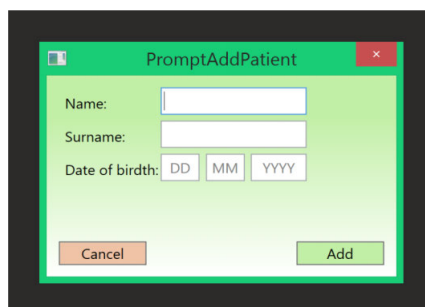 PromptAddPatient ×
Name:
Surname:
Date of birdth: DD MM YYYY
Cancel Add